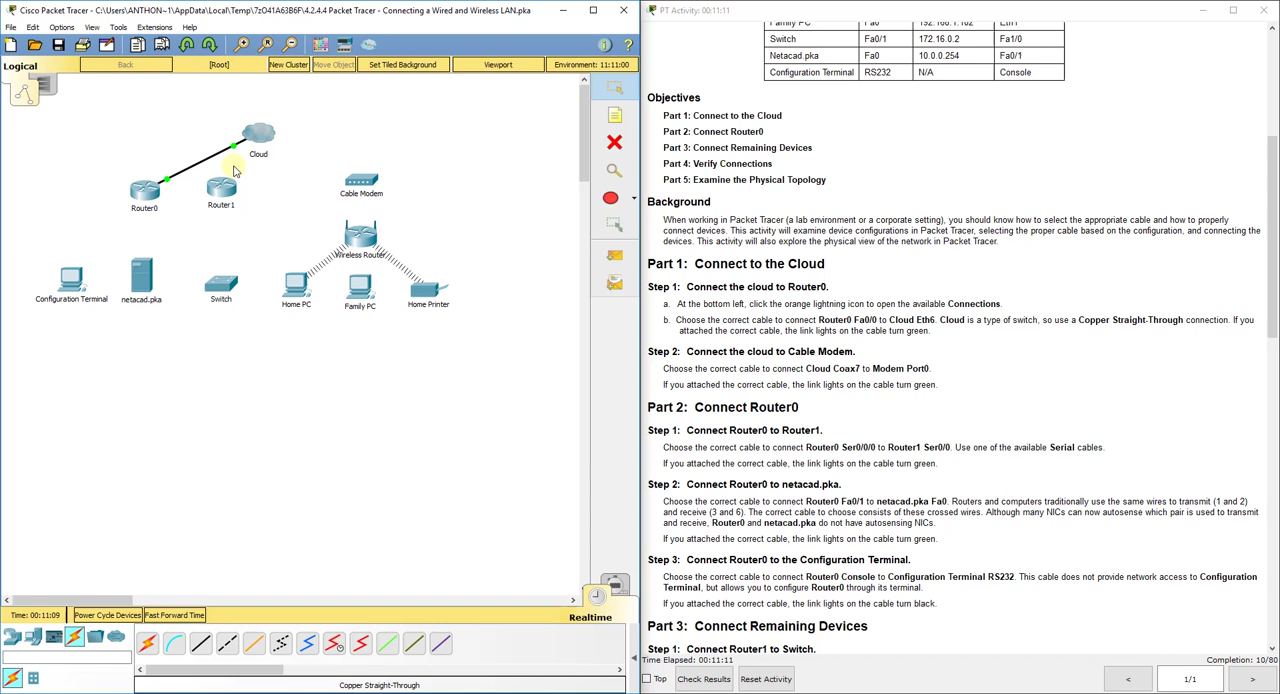 Cisco Packet Tracer - C:\Users\ANTHON~1\AppData\Local\Temp\7zO41A63B6F\4.2.4.4 Packet Tracer - Connecting a Wired and Wireless LAN.pka
File Edit Options View Tools Extensions Help
Logical Back [Root] New Cluster Move Object Set Tiled Background Viewport Environment: 11:11:00
Cloud
Router0
Router1
Cable Modem
Wireless Router
Configuration Terminal
netacad.pka
Switch
Home PC
Family PC
Home Printer
Time: 00:11:09 Power Cycle Devices Fast Forward Time Realtime
Copper Straight-Through
PT Activity: 00:11:11
Family PC Fa0 192.168.1.102 Eth1
Switch Fa0/1 172.16.0.2 Fa1/0
Netacad.pka Fa0 10.0.0.254 Fa0/1
Configuration Terminal RS232 N/A Console
Objectives
Part 1: Connect to the Cloud
Part 2: Connect Router0
Part 3: Connect Remaining Devices
Part 4: Verify Connections
Part 5: Examine the Physical Topology
Background
When working in Packet Tracer (a lab environment or a corporate setting), you should know how to select the appropriate cable and how to properly
connect devices. This activity will examine device configurations in Packet Tracer, selecting the proper cable based on the configuration, and connecting the
devices. This activity will also explore the physical view of the network in Packet Tracer.
Part 1: Connect to the Cloud
Step 1: Connect the cloud to Router0.
a. At the bottom left, click the orange lightning icon to open the available Connections.
b. Choose the correct cable to connect Router0 Fa0/0 to Cloud Eth6. Cloud is a type of switch, so use a Copper Straight-Through connection. If you
attached the correct cable, the link lights on the cable turn green.
Step 2: Connect the cloud to Cable Modem.
Choose the correct cable to connect Cloud Coax7 to Modem Port0.
If you attached the correct cable, the link lights on the cable turn green.
Part 2: Connect Router0
Step 1: Connect Router0 to Router1.
Choose the correct cable to connect Router0 Ser0/0/0 to Router1 Ser0/0. Use one of the available Serial cables.
If you attached the correct cable, the link lights on the cable turn green.
Step 2: Connect Router0 to netacad.pka.
Choose the correct cable to connect Router0 Fa0/1 to netacad.pka Fa0. Routers and computers traditionally use the same wires to transmit (1 and 2)
and receive (3 and 6). The correct cable to choose consists of these crossed wires. Although many NICs can now autosense which pair is used to transmit
and receive, Router0 and netacad.pka do not have autosensing NICs.
If you attached the correct cable, the link lights on the cable turn green.
Step 3: Connect Router0 to the Configuration Terminal.
Choose the correct cable to connect Router0 Console to Configuration Terminal RS232. This cable does not provide network access to Configuration
Terminal, but allows you to configure Router0 through its terminal.
If you attached the correct cable, the link lights on the cable turn black.
Part 3: Connect Remaining Devices
Step 1: Connect Router1 to Switch.
Time Elapsed: 00:11:11 Completion: 10/80
Top Check Results Reset Activity < 1/1 >